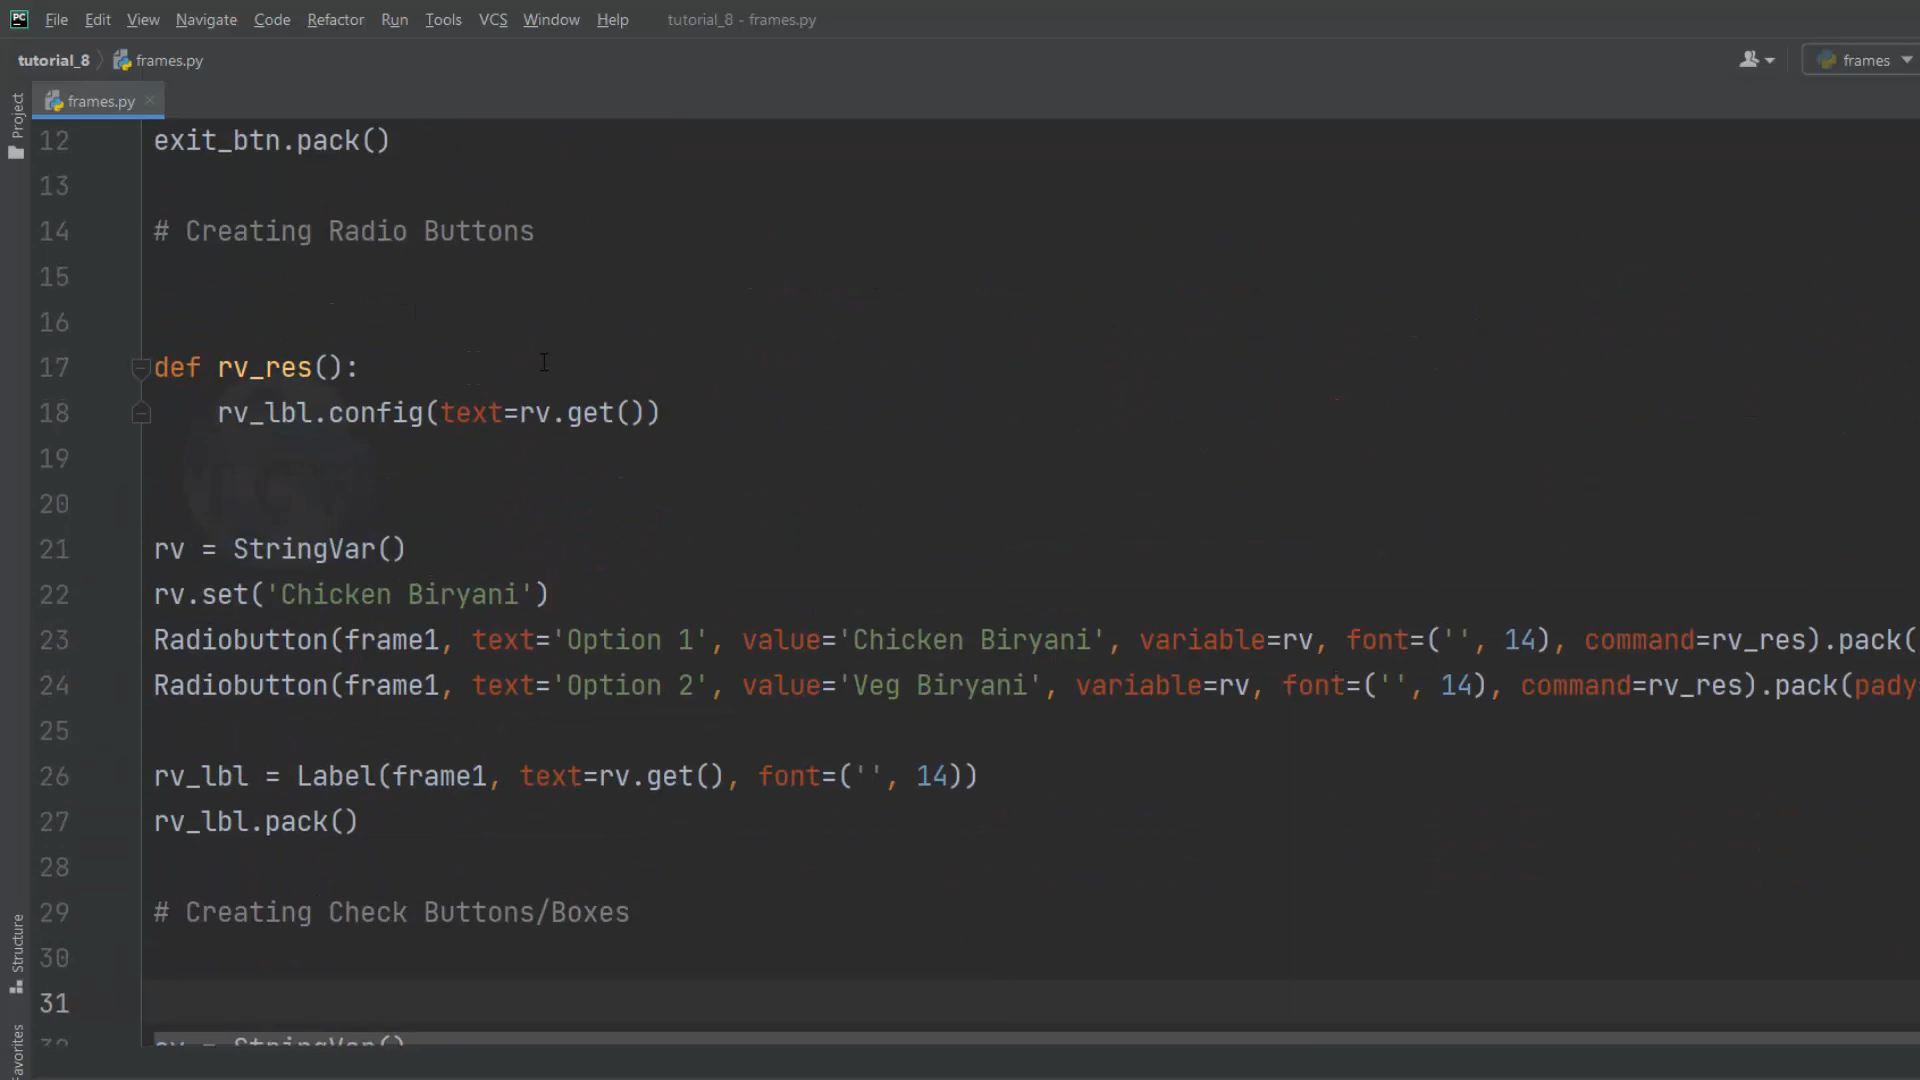 PC File Edit View Navigate Code Refactor Run Tools VCS Window Help tutorial_8 - frames.py
tutorial_8 frames.py frames
frames.py
Project
12 exit_btn.pack()
13
14 # Creating Radio Buttons
15
16
17 def rv_res():
18 rv_lbl.config(text=rv.get())
19
20
21 rv = StringVar()
22 rv.set('Chicken Biryani')
23 Radiobutton(frame1, text='Option 1', value='Chicken Biryani', variable=rv, font=('', 14), command=rv_res).pack(
24 Radiobutton(frame1, text='Option 2', value='Veg Biryani', variable=rv, font=('', 14), command=rv_res).pack(pady
25
26 rv_lbl = Label(frame1, text=rv.get(), font=('', 14))
27 rv_lbl.pack()
28
29 # Creating Check Buttons/Boxes
30
31
= StringVar()
Structure
Favorites